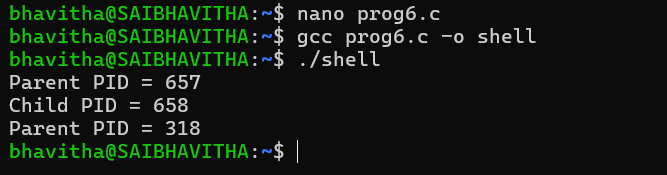 bhavitha@SAIBHAVITHA:~$ nano prog6.c
bhavitha@SAIBHAVITHA:~$ gcc prog6.c -o shell
bhavitha@SAIBHAVITHA:~$ ./shell
Parent PID = 657
Child PID = 658
Parent PID = 318
bhavitha@SAIBHAVITHA:~$